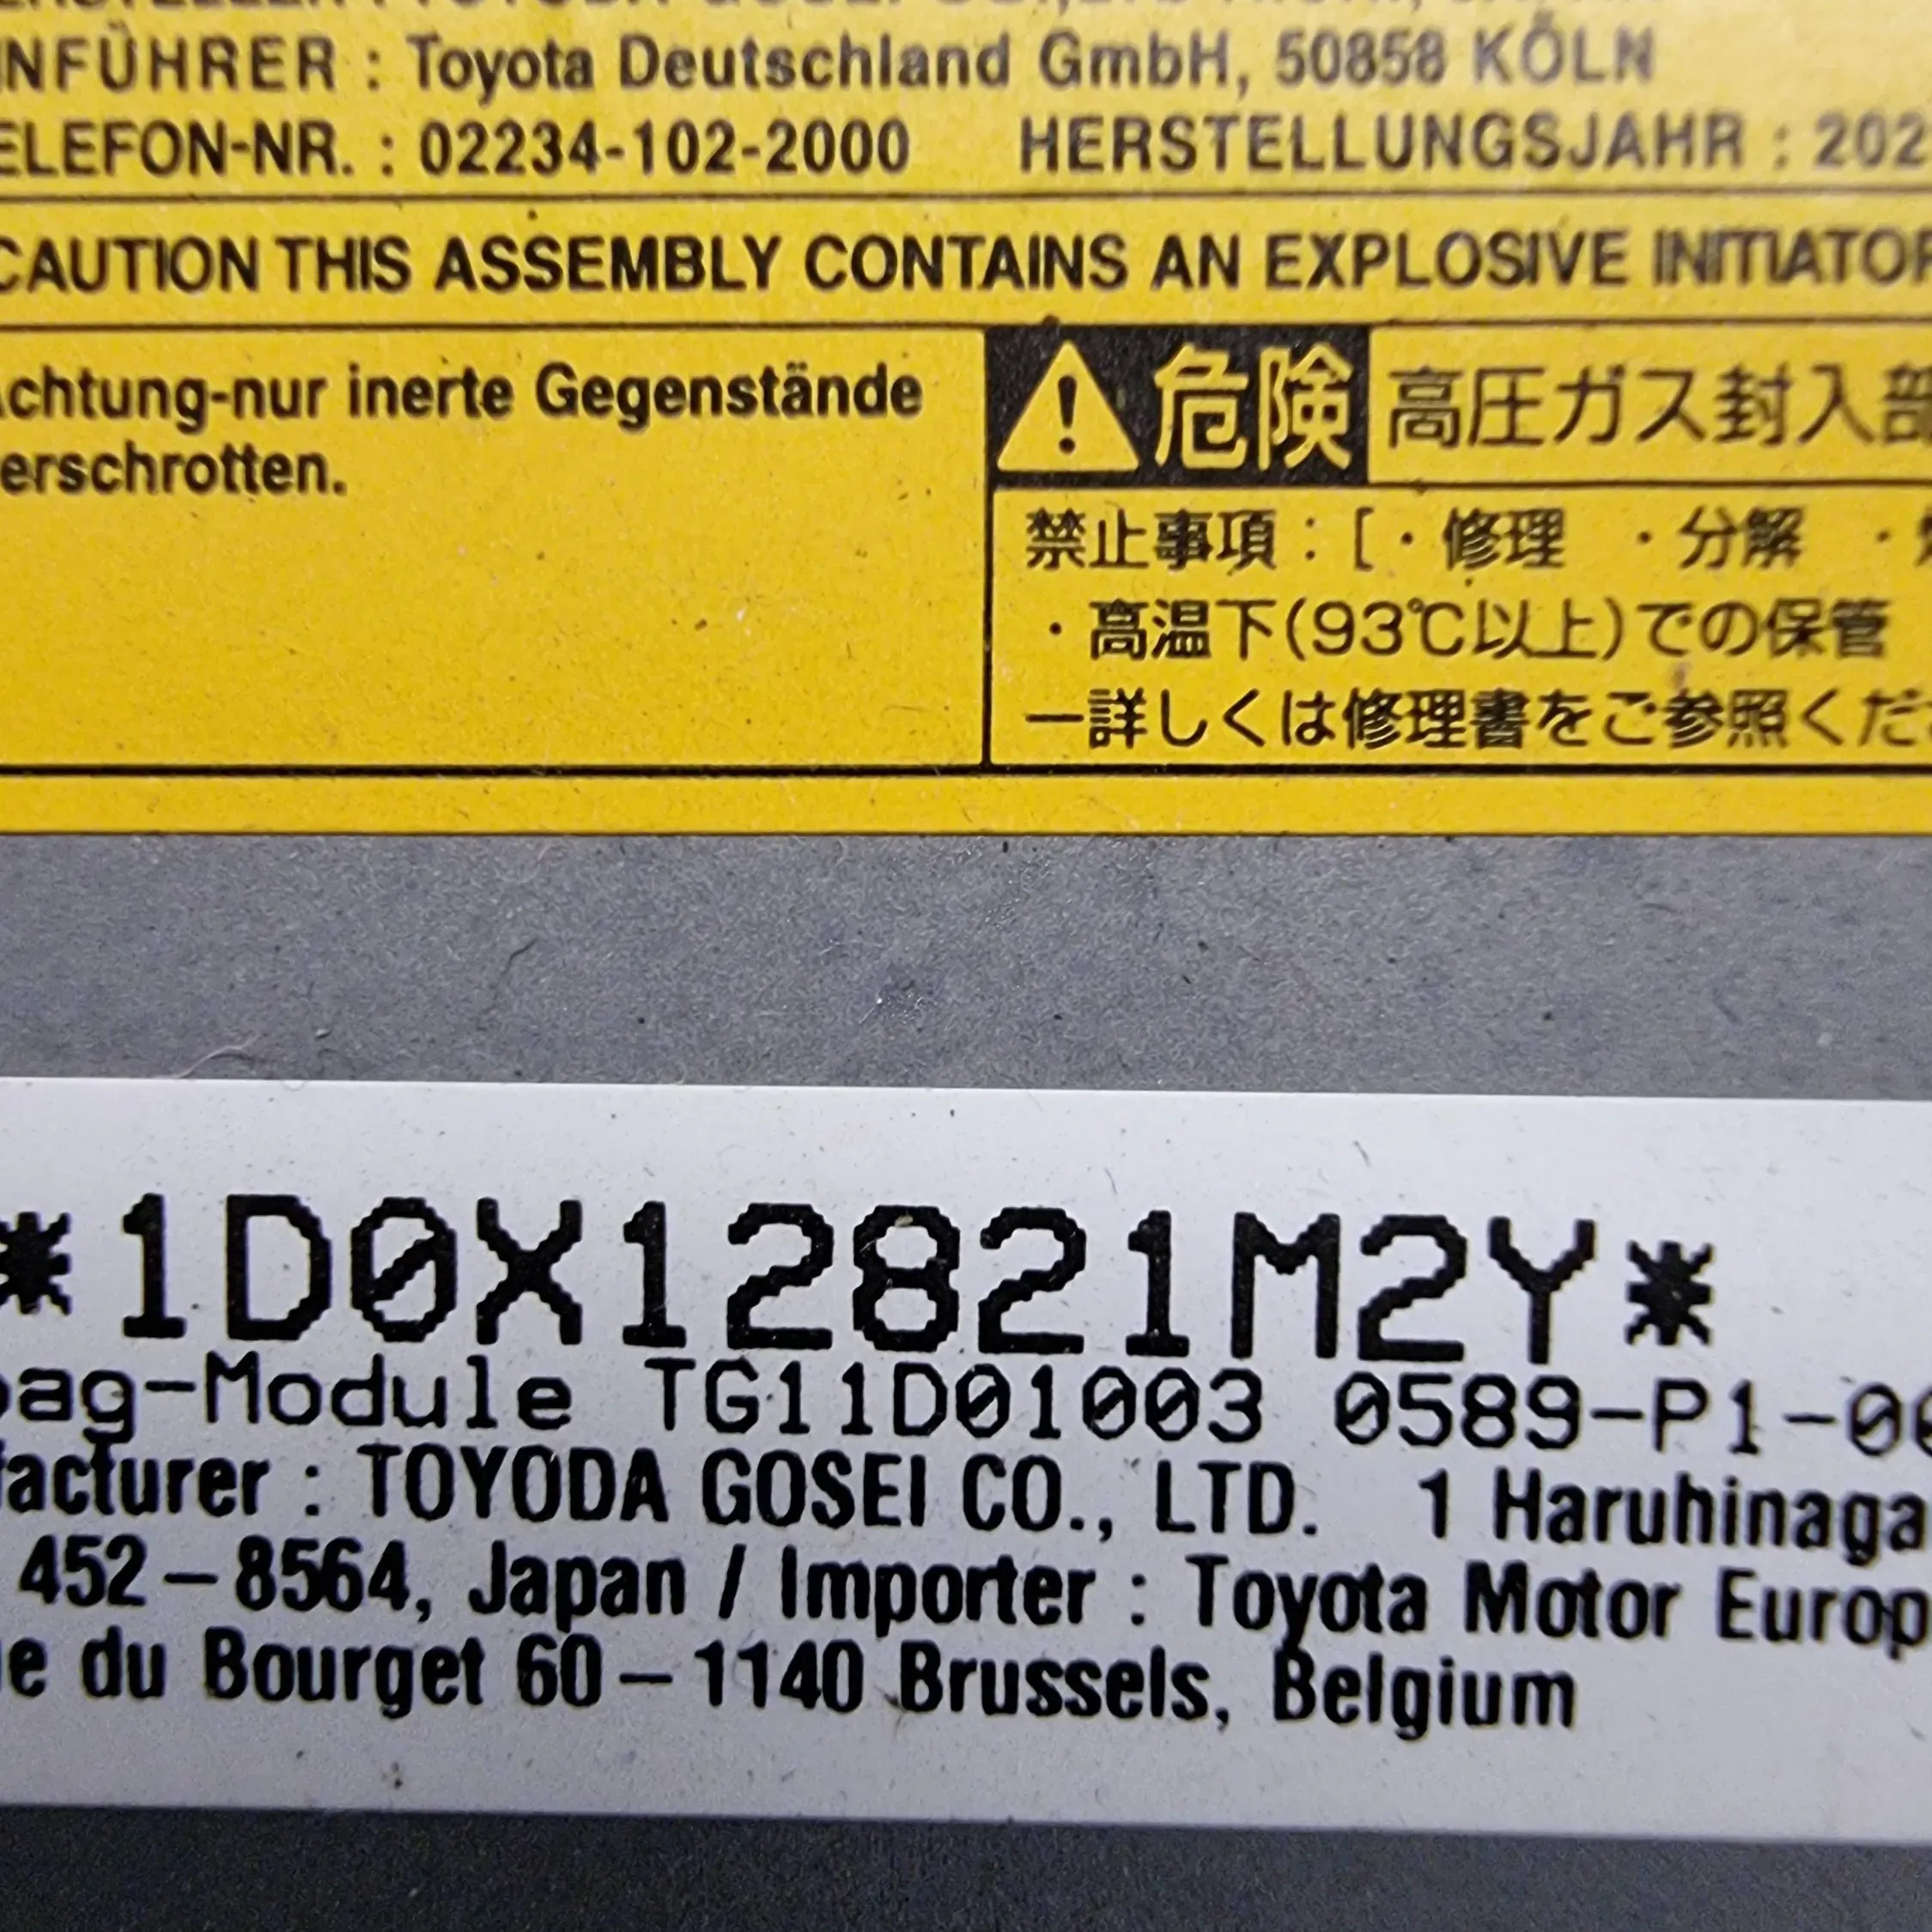 INFÜHRER : Toyota Deutschland GmbH, 50858 KÖLN
ELEFON-NR. : 02234-102-2000 HERSTELLUNGSJAHR : 202
CAUTION THIS ASSEMBLY CONTAINS AN EXPLOSIVE INITIATOR
Achtung-nur inerte Gegenstände
erschrotten.
危険 高圧ガス封入部
禁止事項：[・修理 ・分解 ・
・高温下(93℃以上)での保管
ー詳しくは修理書をご参照くださ
*1D0X12821M2Y*
bag-Module TG11D01003 0589-P1-00
facturer : TOYODA GOSEI CO., LTD. 1 Haruhinaga
452-8564, Japan / Importer : Toyota Motor Europ
e du Bourget 60-1140 Brussels, Belgium